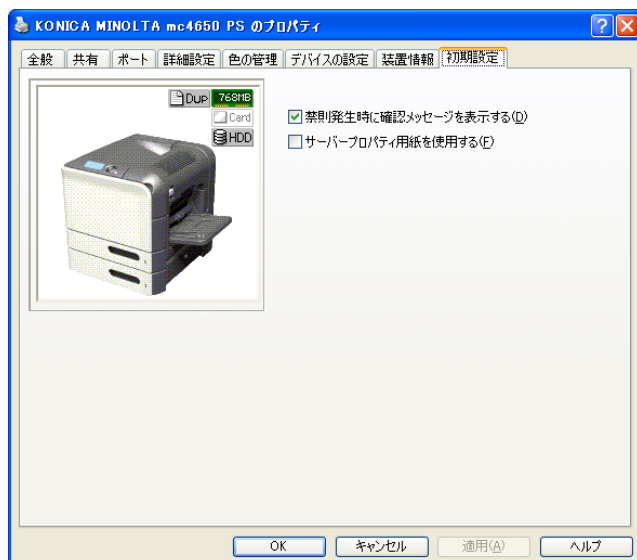 KONICA MINOLTA mc4650 PS のプロパティ
全般 共有 ポート 詳細設定 色の管理 デバイスの設定 装置情報 初期設定
Dup 768MB
Card
HDD
禁則発生時に確認メッセージを表示する(D)
サーバープロパティ用紙を使用する(F)
OK キャンセル 適用(A) ヘルプ